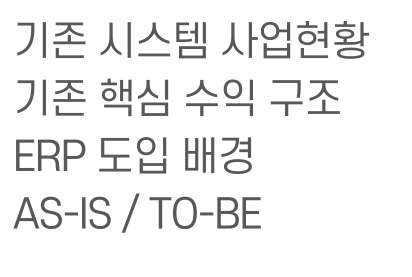 기존 시스템 사업현황
기존 핵심 수익 구조
ERP 도입 배경
AS-IS / TO-BE